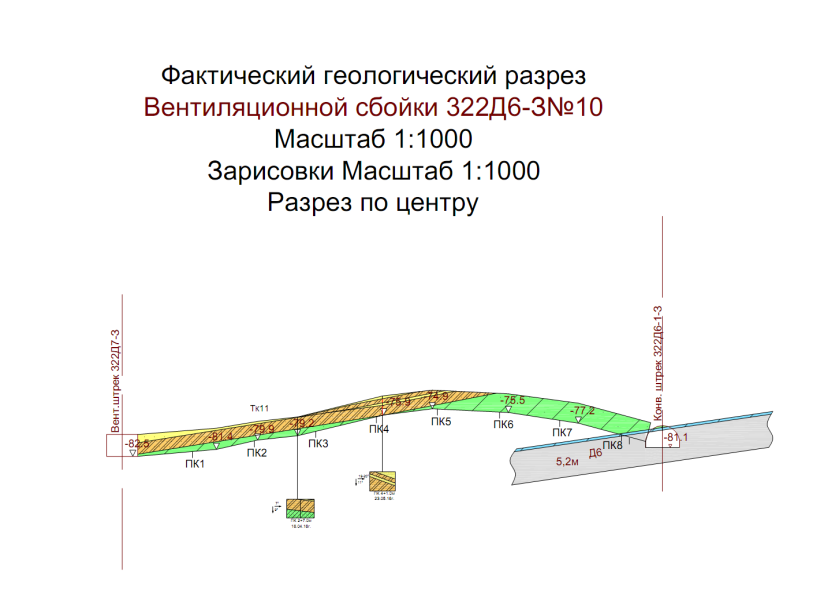 Фактический геологический разрез
Вентиляционной сбойки 322Д6-З№10
Масштаб 1:1000
Зарисовки Масштаб 1:1000
Разрез по центру
Вент.штрек 322Д7-З
Конв. штрек 322Д6-1-З
Тк11
-82.5
-81.4
-79.9
-79.2
-75.9
-74.9
-75.5
-77.2
-81.1
ПК1
ПК2
ПК3
ПК4
ПК5
ПК6
ПК7
ПК8
Д6
5,2м